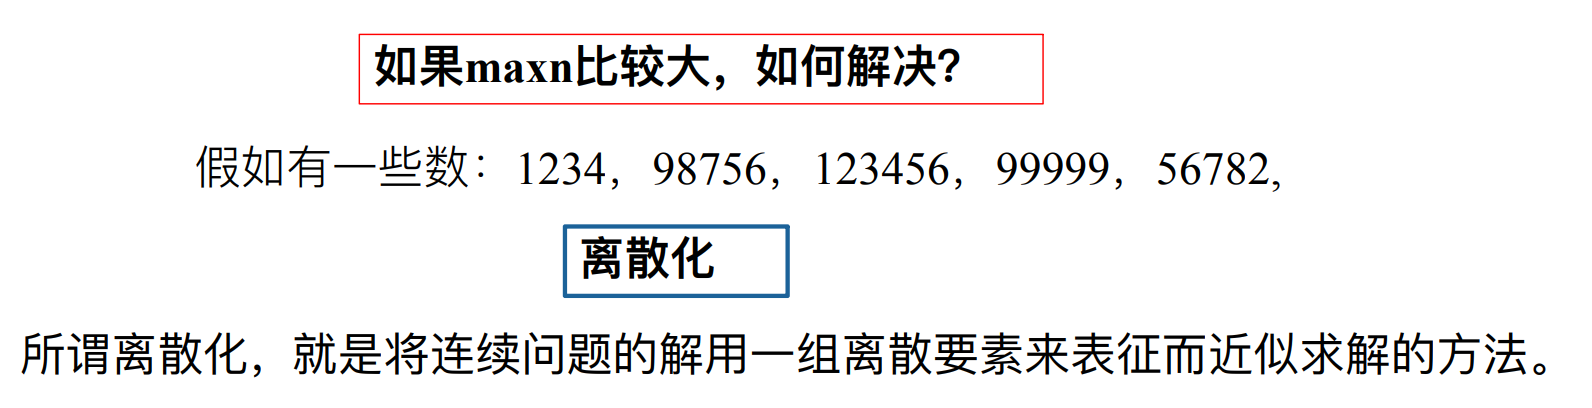 如果maxn比较大，如何解决?
假如有一些数：1234，98756，123456，99999，56782,
离散化
所谓离散化，就是将连续问题的解用一组离散要素来表征而近似求解的方法。